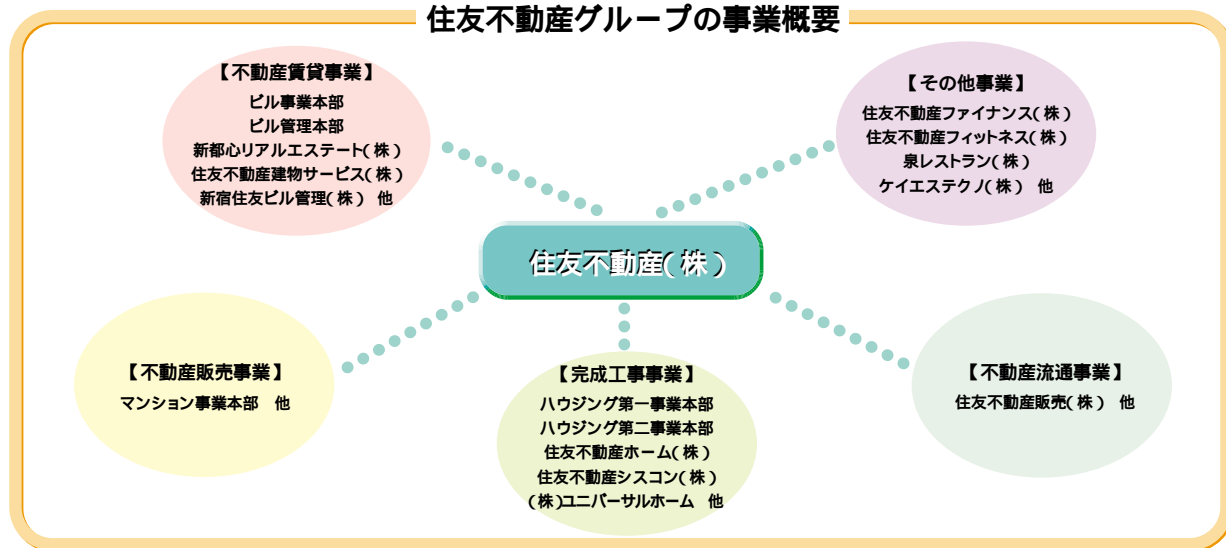 住友不動産グループの事業概要
【不動産賃貸事業】
ビル事業本部
ビル管理本部
新都心リアルエステート(株)
住友不動産建物サービス(株)
新宿住友ビル管理(株) 他
【その他事業】
住友不動産ファイナンス(株)
住友不動産フィットネス(株)
泉レストラン(株)
ケイエステクノ(株) 他
住友不動産(株)
【不動産販売事業】
マンション事業本部 他
【完成工事事業】
ハウジング第一事業本部
ハウジング第二事業本部
住友不動産ホーム(株)
住友不動産シスコン(株)
(株)ユニバーサルホーム 他
【不動産流通事業】
住友不動産販売(株) 他